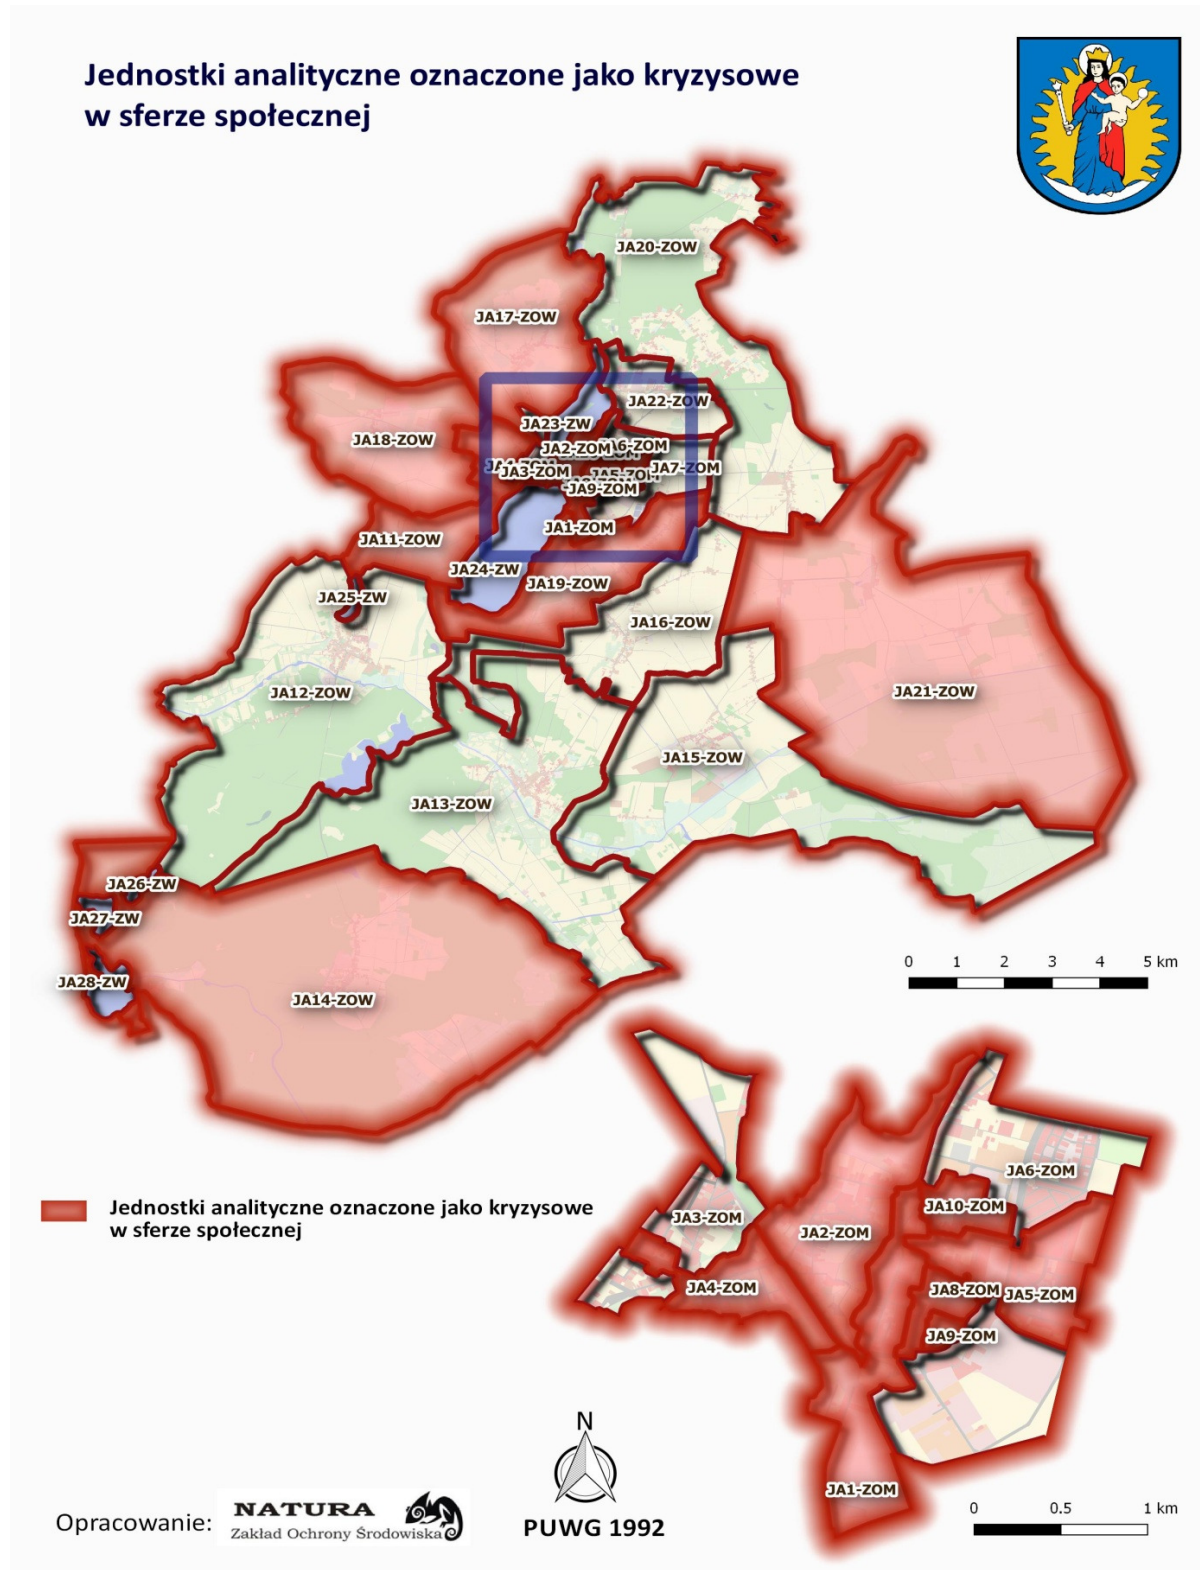 Jednostki analityczne oznaczone jako kryzysowe
w sferze społecznej
JA20-ZOW
JA17-ZOW
JA22-ZOW
JA23-ZW
JA18-ZOW
JA2-ZOM
JA6-ZOM
JA7-ZOM
JA3-ZOM
JA5-ZOM
JA9-ZOM
JA1-ZOM
JA11-ZOW
JA24-ZW
JA19-ZOW
JA25-ZW
JA16-ZOW
JA12-ZOW
JA21-ZOW
JA15-ZOW
JA13-ZOW
JA26-ZW
JA27-ZW
JA28-ZW
JA14-ZOW
0 1 2 3 4 5 km
JA6-ZOM
JA10-ZOM
JA3-ZOM
JA2-ZOM
JA4-ZOM
JA8-ZOM
JA5-ZOM
JA9-ZOM
JA1-ZOM
Jednostki analityczne oznaczone jako kryzysowe
w sferze społecznej
N
PUWG 1992
0 0.5 1 km
Opracowanie:
NATURA
Zakład Ochrony Środowiska